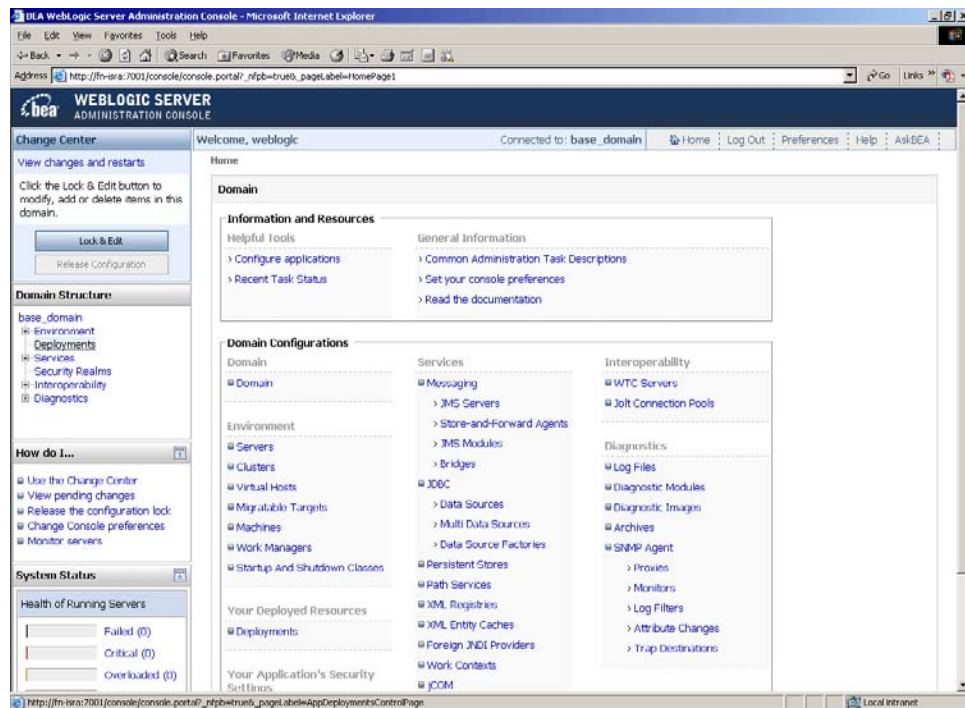 BEA WebLogic Server Administration Console - Microsoft Internet Explorer
File Edit View Favorites Tools Help
Back Search Favorites Media
Address http://fn-isra:7001/console/console.portal?_nfpb=true&_pageLabel=HomePage1 Go Links »
bea WEBLOGIC SERVER
ADMINISTRATION CONSOLE
Change Center
View changes and restarts
Click the Lock & Edit button to
modify, add or delete items in this
domain.
Lock & Edit
Release Configuration
Domain Structure
base_domain
Environment
Deployments
Services
Security Realms
Interoperability
Diagnostics
How do I...
Use the Change Center
View pending changes
Release the configuration lock
Change Console preferences
Monitor servers
System Status
Health of Running Servers
Failed (0)
Critical (0)
Overloaded (0)
Welcome, weblogic Connected to: base_domain Home Log Out Preferences Help AskBEA
Home
Domain
Information and Resources
Helpful Tools
› Configure applications
› Recent Task Status
General Information
› Common Administration Task Descriptions
› Set your console preferences
› Read the documentation
Domain Configurations
Domain
Domain
Environment
Servers
Clusters
Virtual Hosts
Migratable Targets
Machines
Work Managers
Startup And Shutdown Classes
Your Deployed Resources
Deployments
Your Application's Security
Settings
Services
Messaging
› JMS Servers
› Store-and-Forward Agents
› JMS Modules
› Bridges
JDBC
› Data Sources
› Multi Data Sources
› Data Source Factories
Persistent Stores
Path Services
XML Registries
XML Entity Caches
Foreign JNDI Providers
Work Contexts
jCOM
Interoperability
WTC Servers
Jolt Connection Pools
Diagnostics
Log Files
Diagnostic Modules
Diagnostic Images
Archives
SNMP Agent
› Proxies
› Monitors
› Log Filters
› Attribute Changes
› Trap Destinations
http://fn-isra:7001/console/console.portal?_nfpb=true&_pageLabel=AppDeploymentsControlPage Local intranet